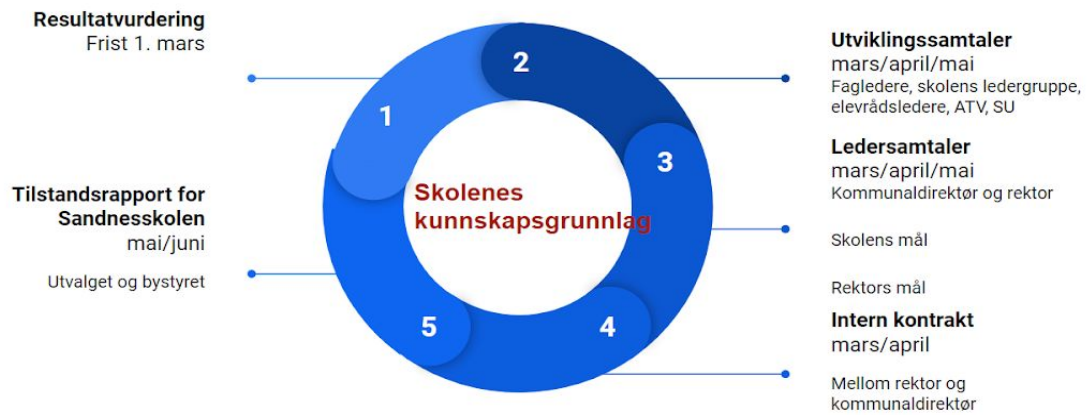 Resultatvurdering
Frist 1. mars
1
2
Utviklingssamtaler
mars/april/mai
Fagledere, skolens ledergruppe,
elevrådsledere, ATV, SU
3
Ledersamtaler
mars/april/mai
Kommunaldirektør og rektor
Skolens mål
Rektors mål
4
Intern kontrakt
mars/april
Mellom rektor og
kommunaldirektør
5
Tilstandsrapport for
Sandnesskolen
mai/juni
Utvalget og bystyret
Skolenes
kunnskapsgrunnlag